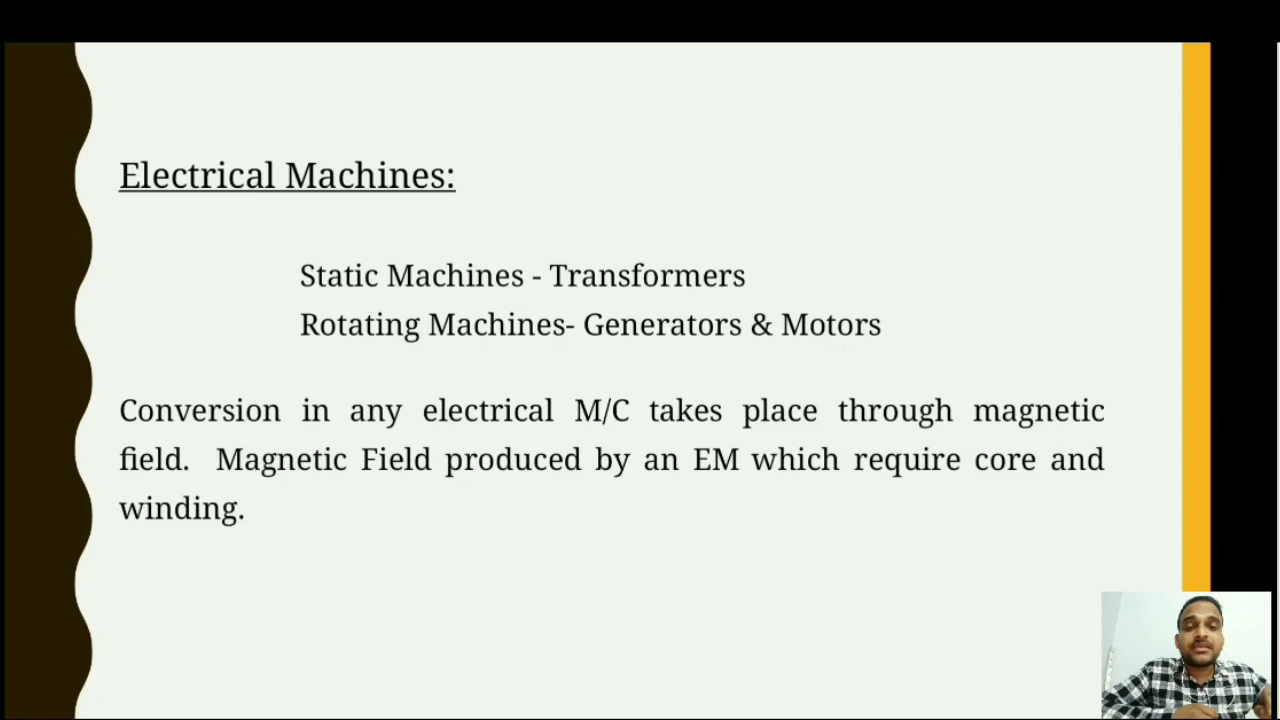 Electrical Machines:
Static Machines - Transformers
Rotating Machines- Generators & Motors
Conversion in any electrical M/C takes place through magnetic
field. Magnetic Field produced by an EM which require core and
winding.